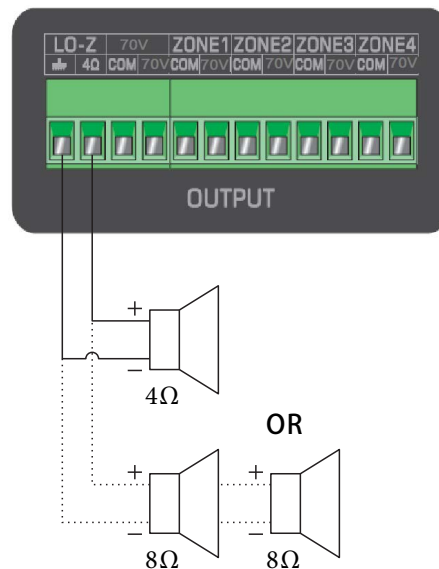 LO-Z 70V ZONE1 ZONE2 ZONE3 ZONE4
4Ω COM 70V COM 70V COM 70V COM 70V COM 70V
OUTPUT
+
−
4Ω
OR
+ +
− −
8Ω 8Ω